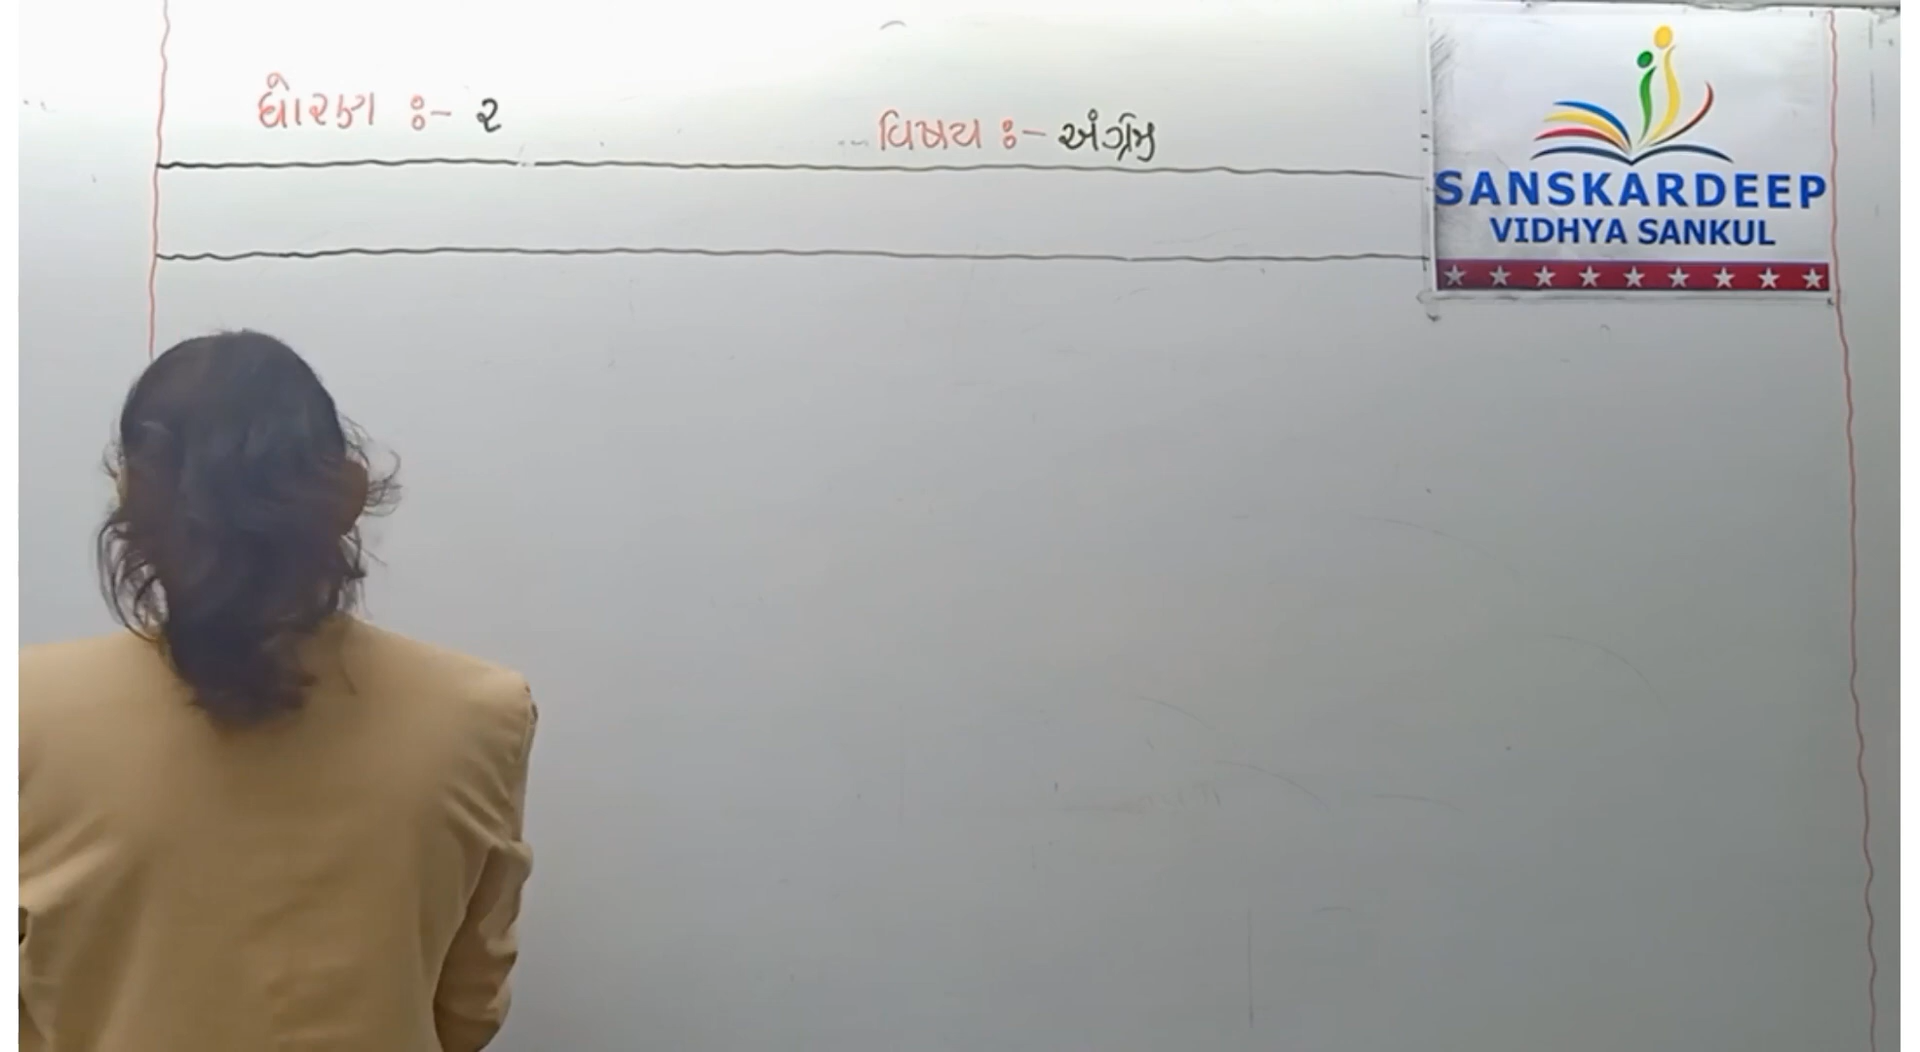 ધોરણ :- ૨
વિષય :- અંગ્રેજી
SANSKARDEEP
VIDHYA SANKUL